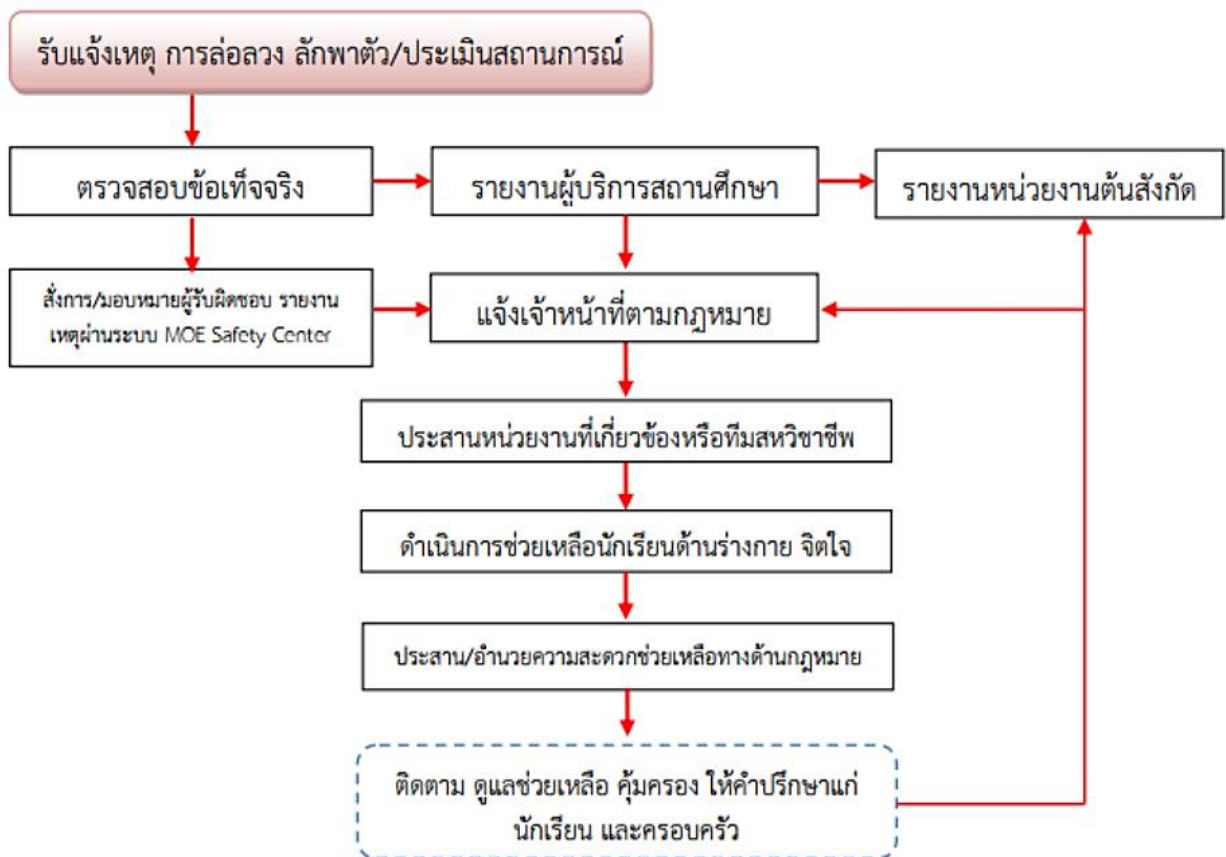 รับแจ้งเหตุ การล่อลวง ลักพาตัว/ประเมินสถานการณ์
ตรวจสอบข้อเท็จจริง
รายงานผู้บริการสถานศึกษา
รายงานหน่วยงานต้นสังกัด
สั่งการ/มอบหมายผู้รับผิดชอบ รายงาน
เหตุผ่านระบบ MOE Safety Center
แจ้งเจ้าหน้าที่ตามกฎหมาย
ประสานหน่วยงานที่เกี่ยวข้องหรือทีมสหวิชาชีพ
ดำเนินการช่วยเหลือนักเรียนด้านร่างกาย จิตใจ
ประสาน/อำนวยความสะดวกช่วยเหลือทางด้านกฎหมาย
ติดตาม ดูแลช่วยเหลือ คุ้มครอง ให้คำปรึกษาแก่
นักเรียน และครอบครัว